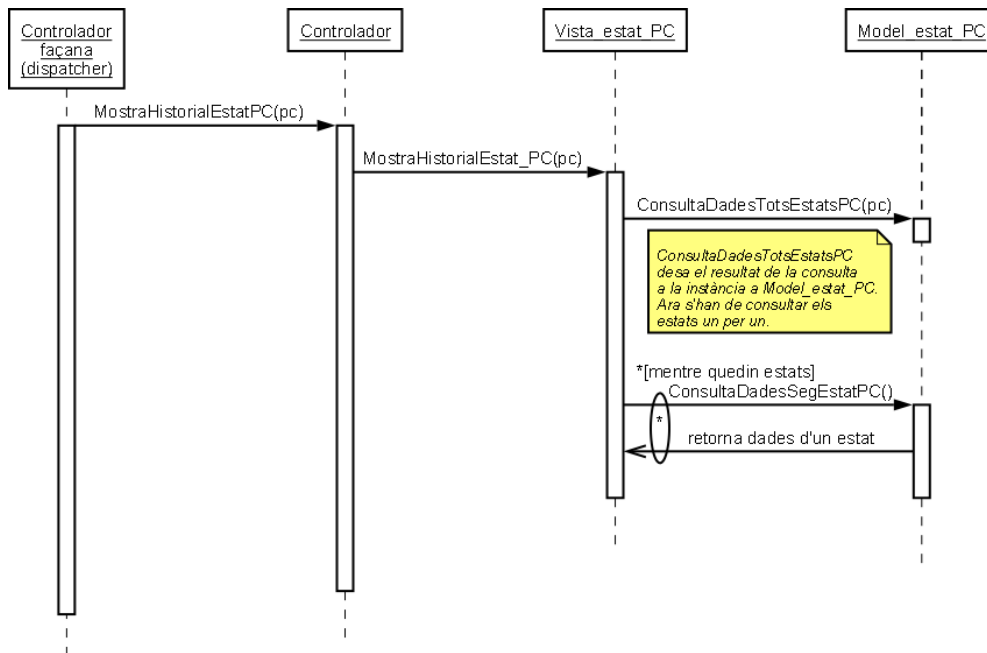 Controlador
façana
(dispatcher)
Controlador
Vista_estat_PC
Model_estat_PC
MostraHistorialEstatPC(pc)
MostraHistorialEstat_PC(pc)
ConsultaDadesTotsEstatsPC(pc)
ConsultaDadesTotsEstatsPC
desa el resultat de la consulta
a la instància a Model_estat_PC.
Ara s'han de consultar els
estats un per un.
*[mentre quedin estats]
ConsultaDadesSegEstatPC()
*
retorna dades d'un estat